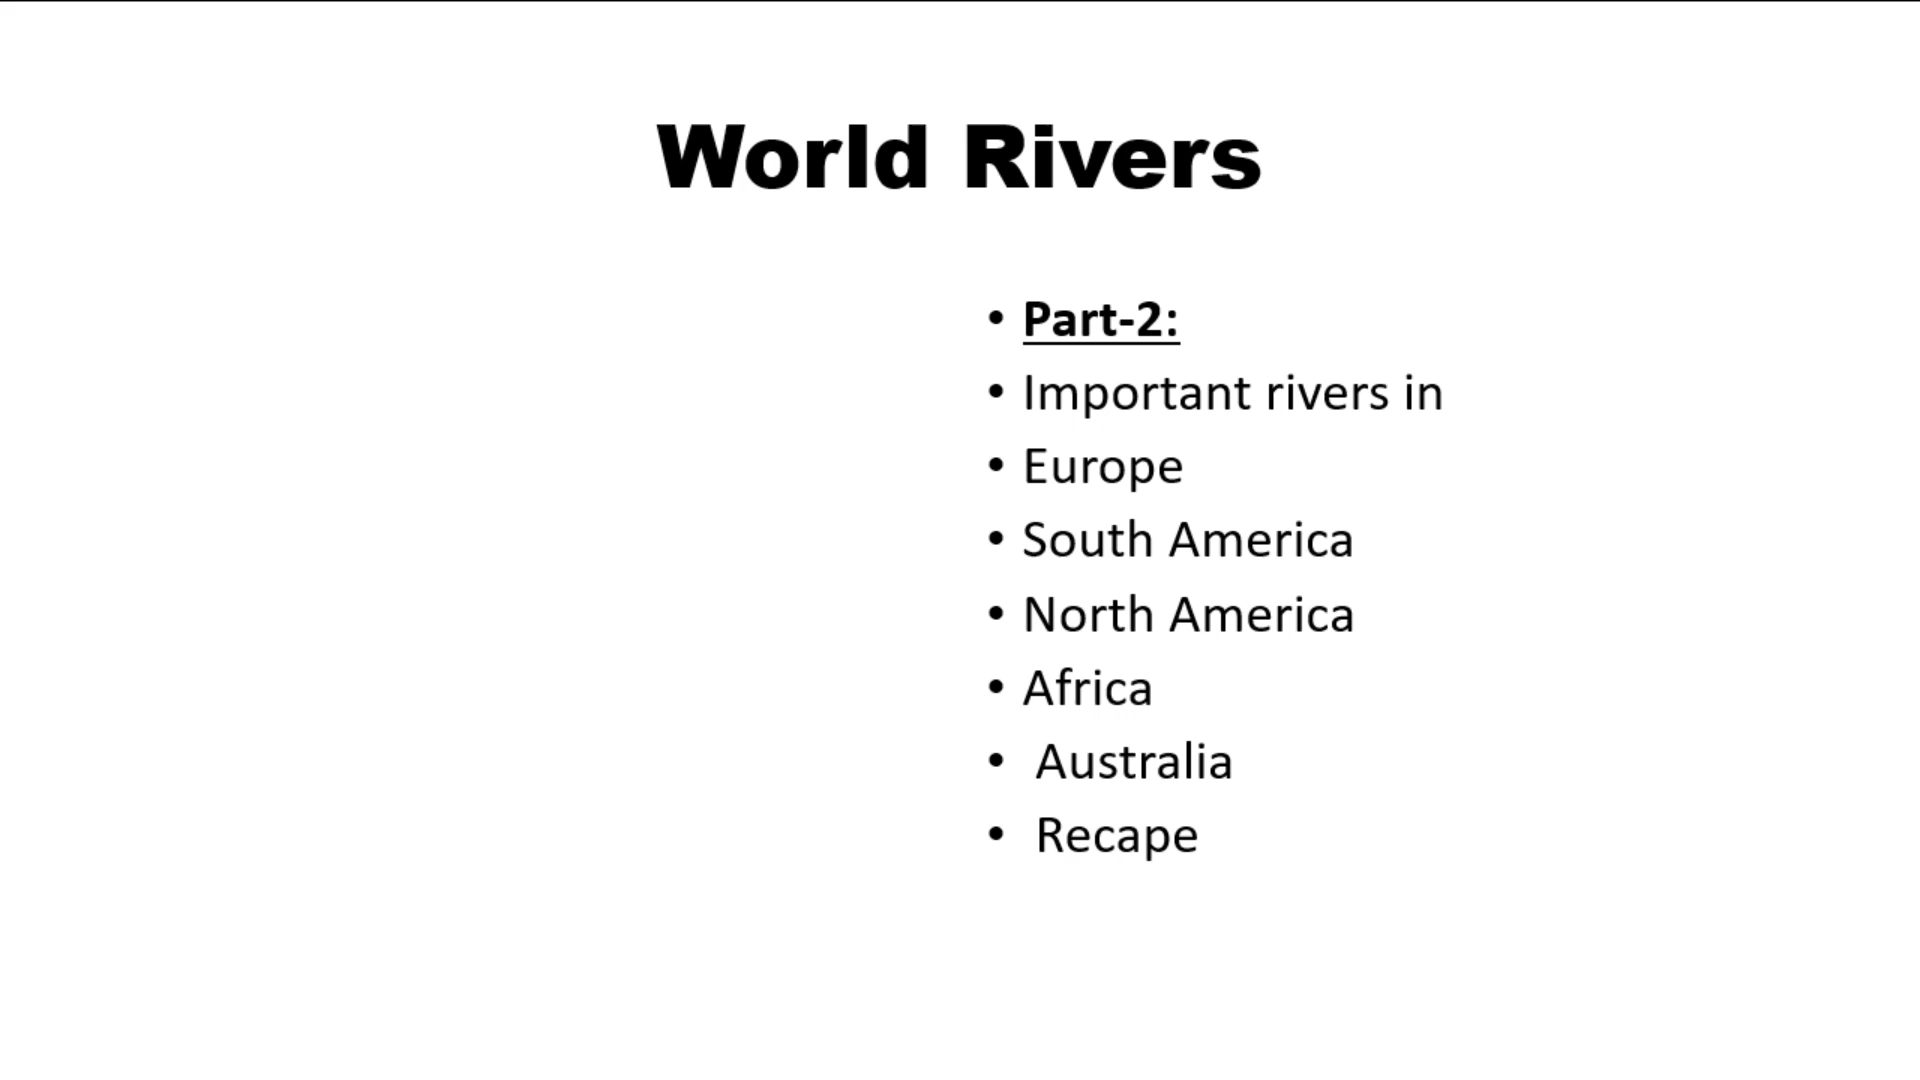 World Rivers
• Part-2:
• Important rivers in
• Europe
• South America
• North America
• Africa
• Australia
• Recape